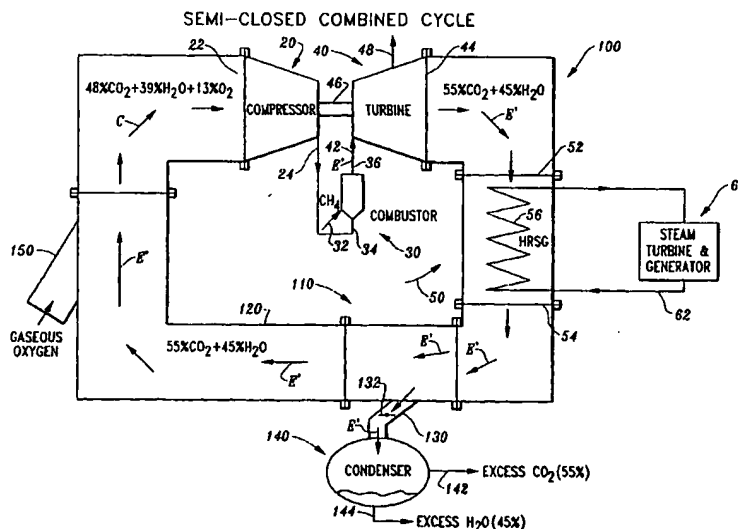 SEMI-CLOSED COMBINED CYCLE
22
20
40
48
44
100
48%CO2+39%H2O+13%O2
46
55%CO2+45%H2O
COMPRESSOR
TURBINE
C
E'
42
E'
36
52
24
CH4
COMBUSTOR
56
HRSG
6
STEAM
TURBINE &
GENERATOR
150
E'
32
34
30
110
50
54
62
GASEOUS
OXYGEN
120
55%CO2+45%H2O
E'
E'
E'
132
E'
130
140
CONDENSER
EXCESS CO2(55%)
142
144
EXCESS H2O(45%)